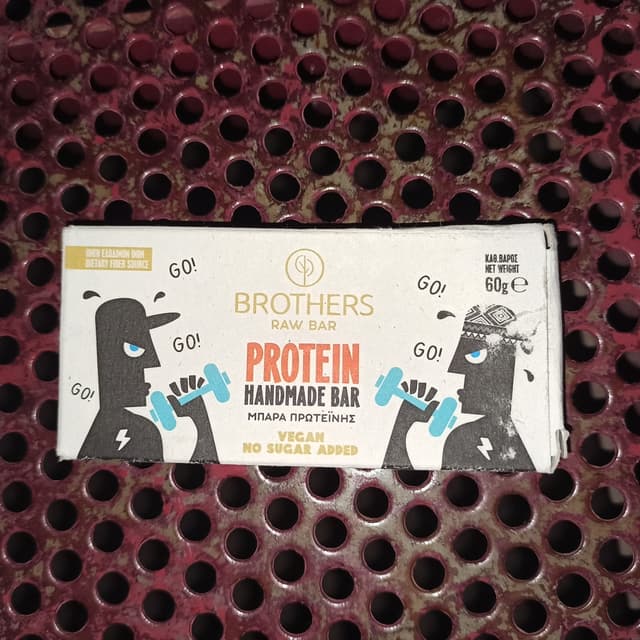 ΠΗΓΗ ΕΔΩΔΙΜΩΝ ΙΝΩΝ
DIETARY FIBER SOURCE
GO!
GO!
GO!
BROTHERS
RAW BAR
PROTEIN
HANDMADE BAR
ΜΠΑΡΑ ΠΡΩΤΕΪΝΗΣ
VEGAN
NO SUGAR ADDED
GO!
GO!
ΚΑΘ.ΒΑΡΟΣ
NET WEIGHT
60g ℮